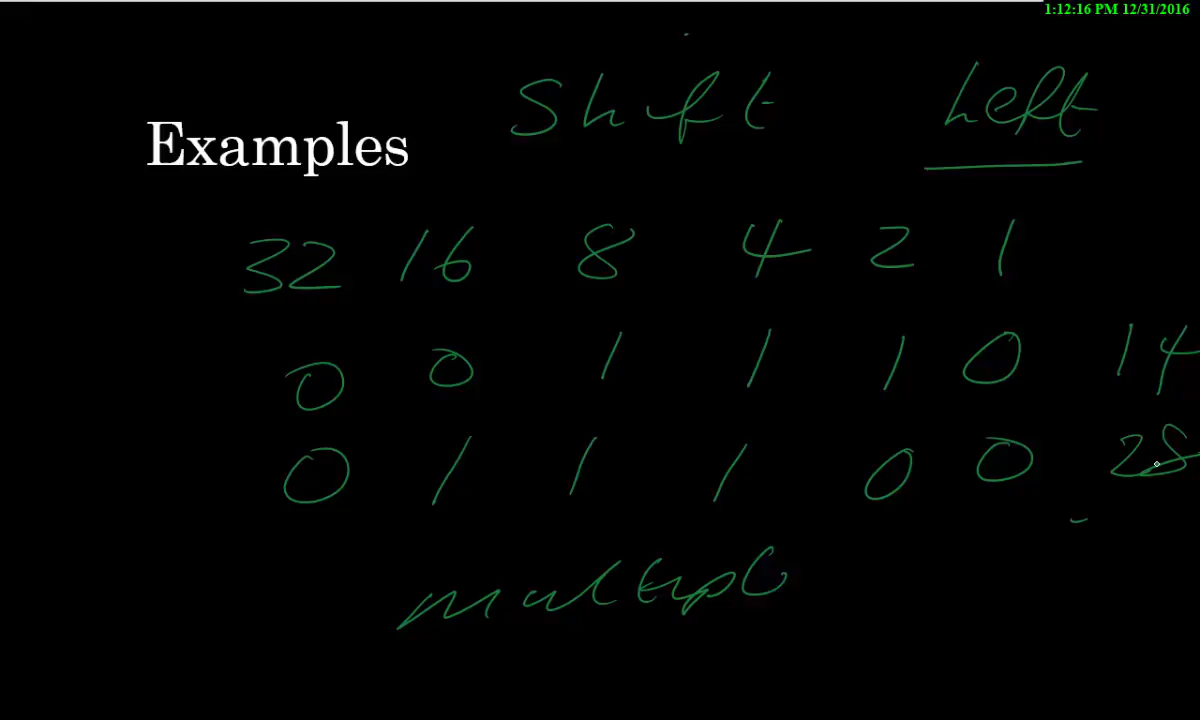 1:12:16 PM 12/31/2016
Shift Left
Examples
32 16 8 4 2 1
0 0 1 1 1 0 14
0 1 1 1 0 0 28